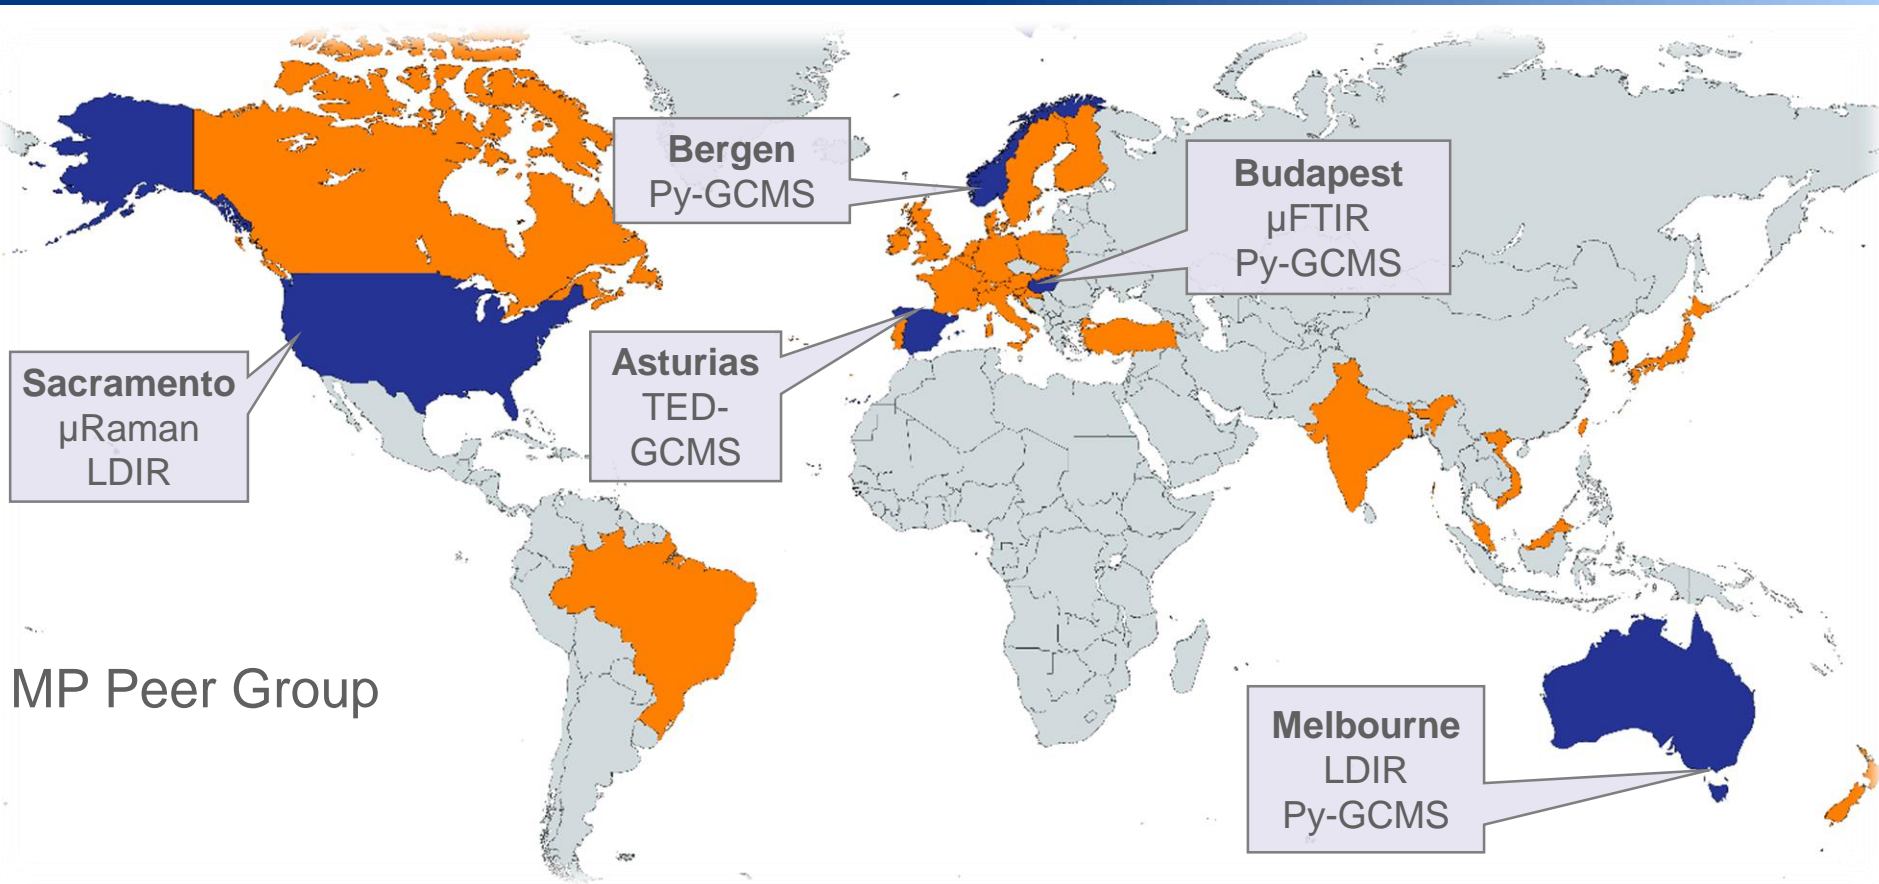 Bergen
Py-GCMS
Budapest
µFTIR
Py-GCMS
Sacramento
µRaman
LDIR
Asturias
TED-
GCMS
MP Peer Group
Melbourne
LDIR
Py-GCMS